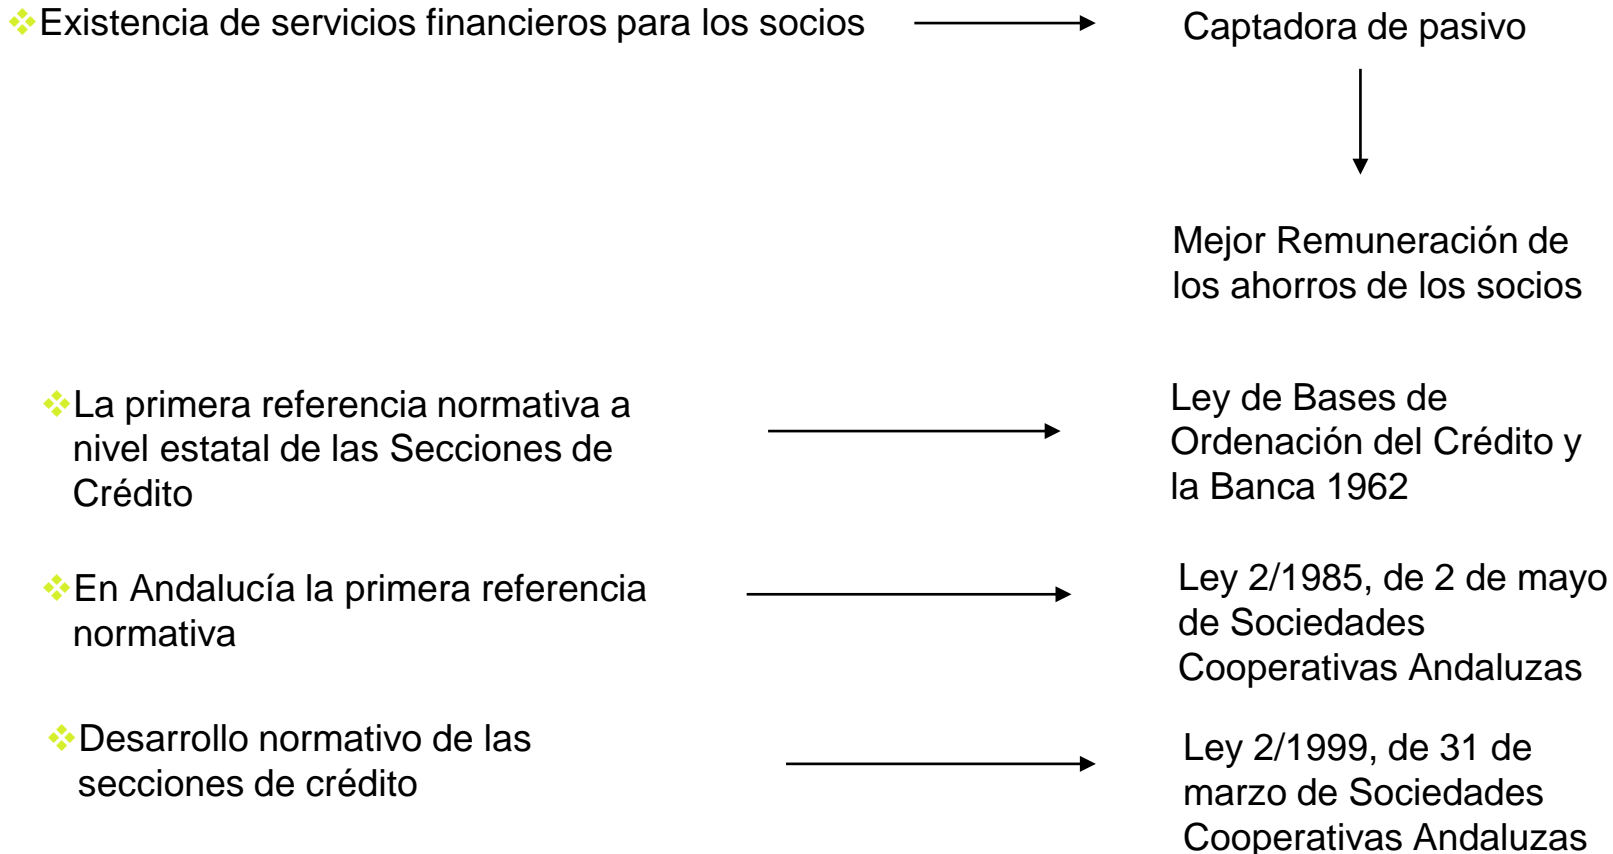 ❖Existencia de servicios financieros para los socios
Captadora de pasivo
Mejor Remuneración de
los ahorros de los socios
❖La primera referencia normativa a
nivel estatal de las Secciones de
Crédito
Ley de Bases de
Ordenación del Crédito y
la Banca 1962
❖En Andalucía la primera referencia
normativa
Ley 2/1985, de 2 de mayo
de Sociedades
Cooperativas Andaluzas
❖Desarrollo normativo de las
secciones de crédito
Ley 2/1999, de 31 de
marzo de Sociedades
Cooperativas Andaluzas